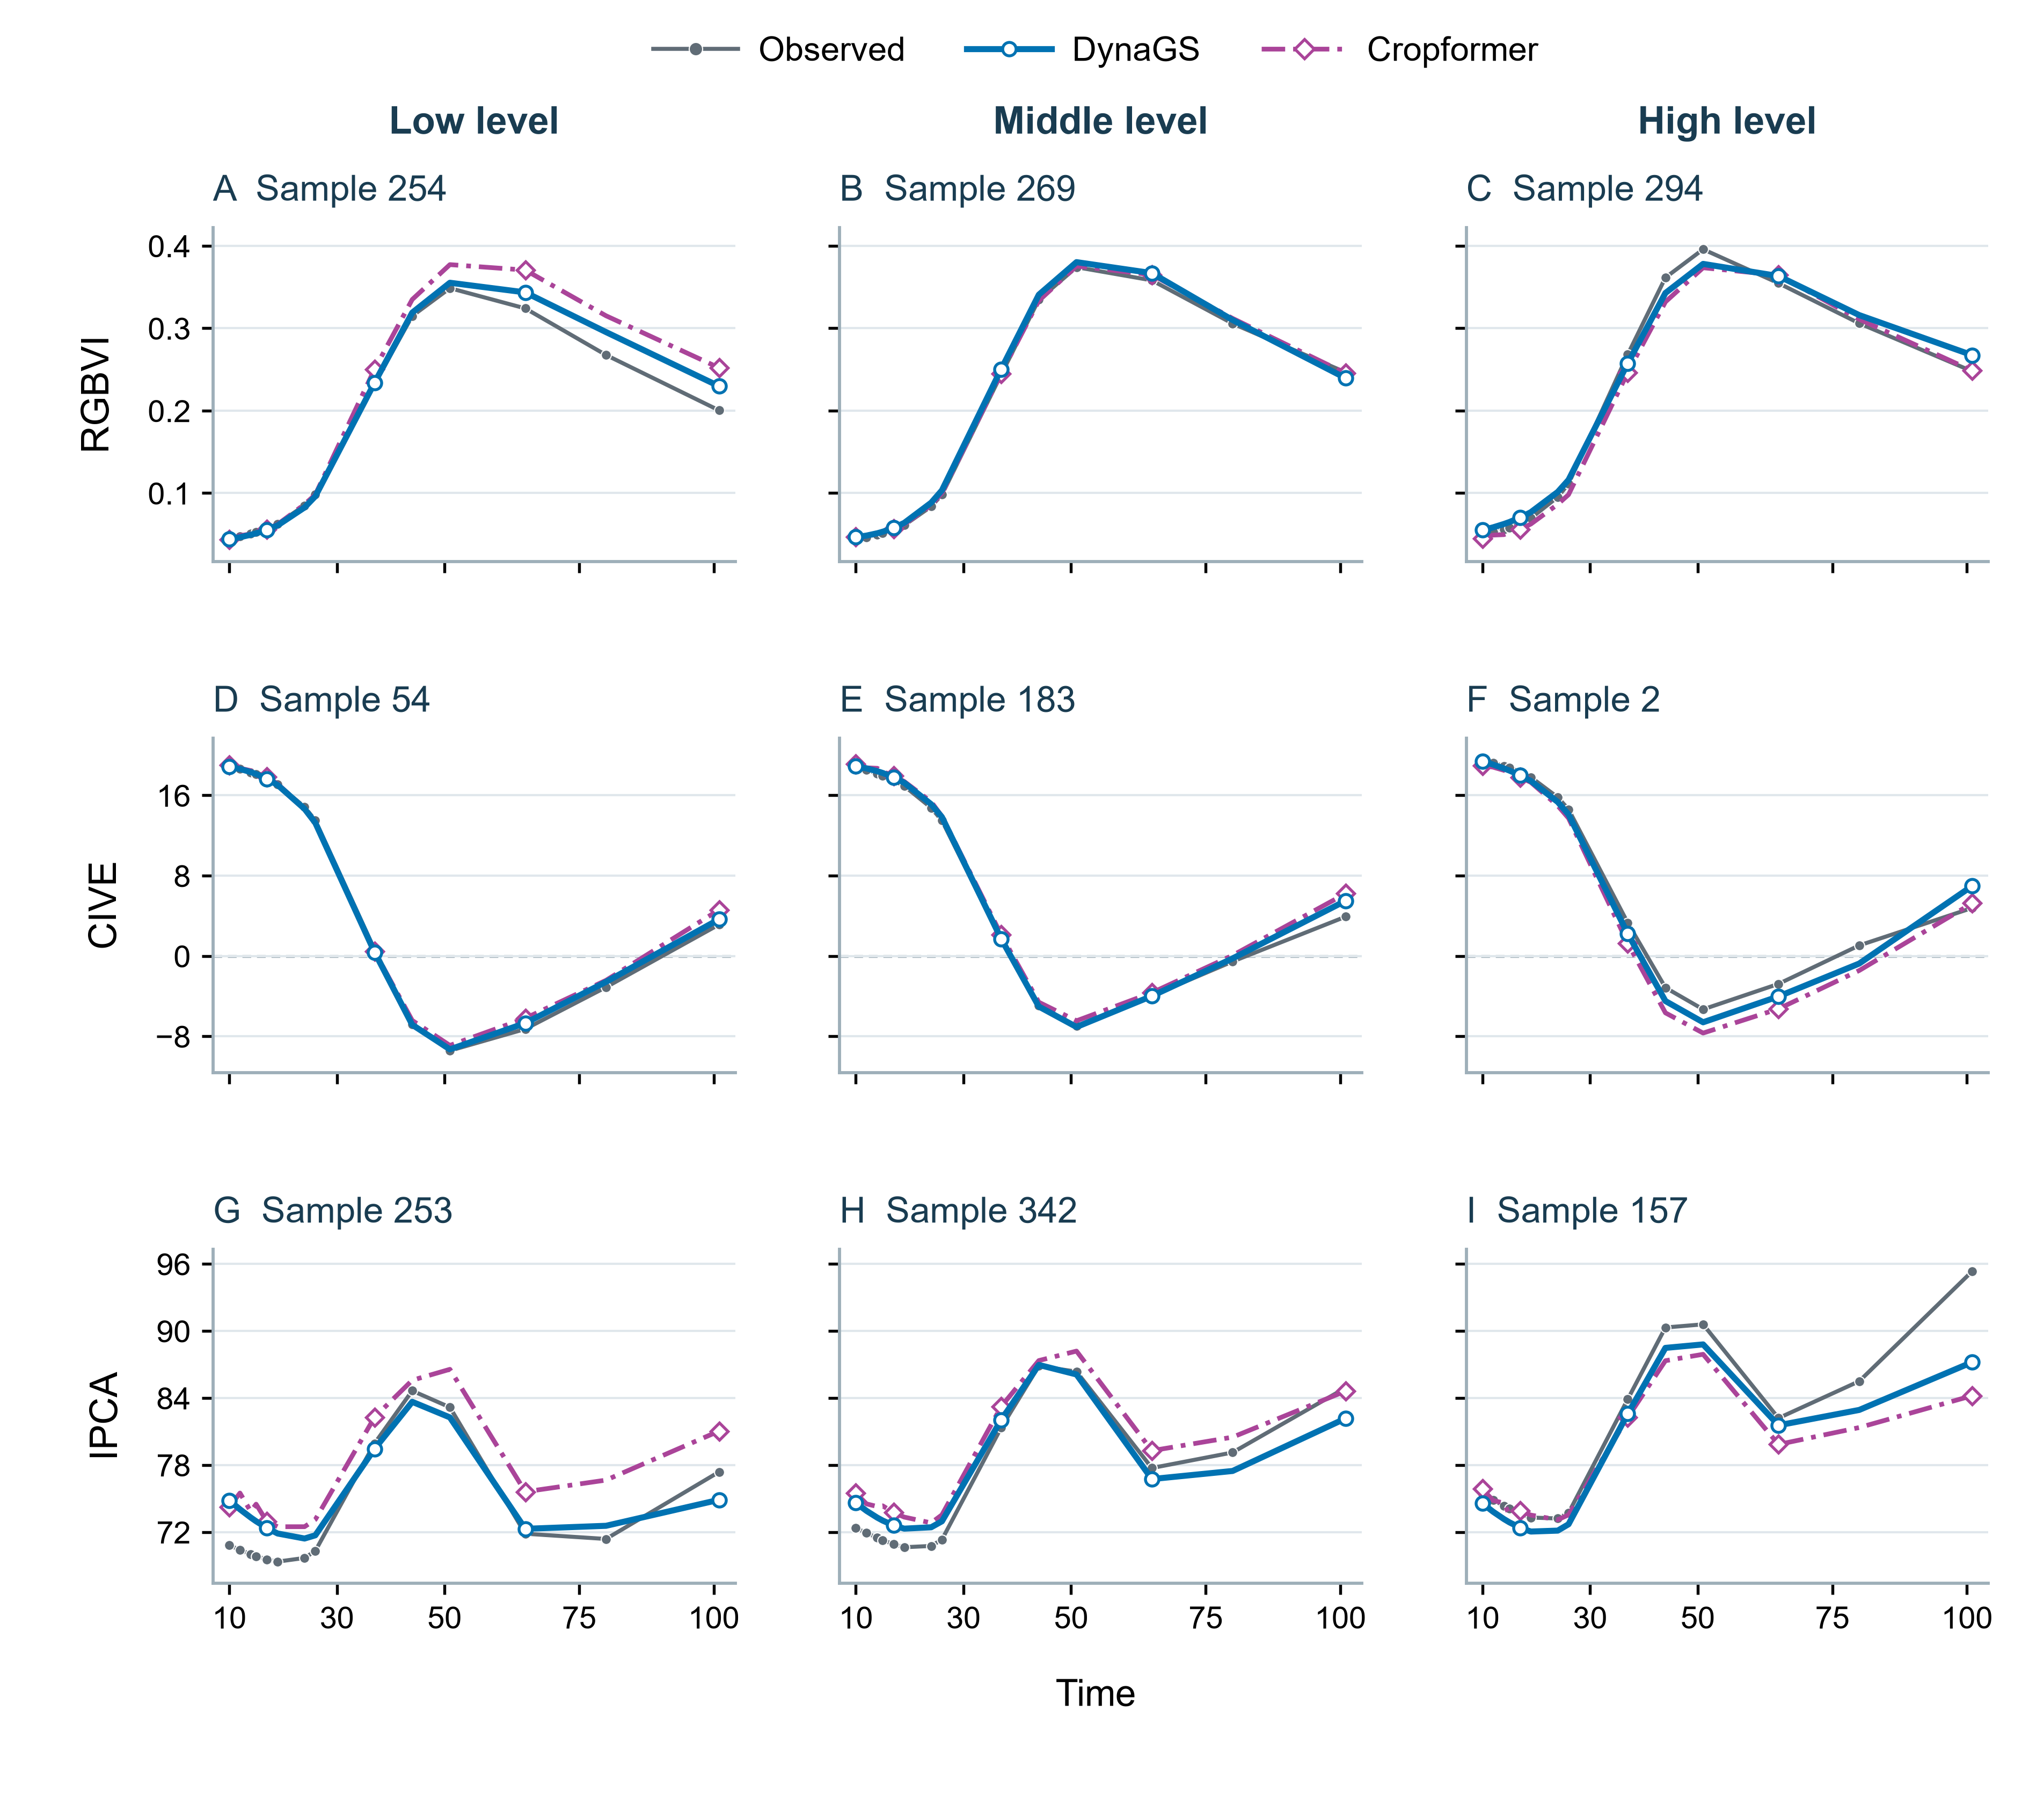 Observed DynaGS Cropformer
Low level Middle level High level
A Sample 254 B Sample 269 C Sample 294
0.4
0.3
0.2
0.1
RGBVI
D Sample 54 E Sample 183 F Sample 2
16
8
0
−8
CIVE
G Sample 253 H Sample 342 I Sample 157
96
90
84
78
72
IPCA
10 30 50 75 100 10 30 50 75 100 10 30 50 75 100
Time